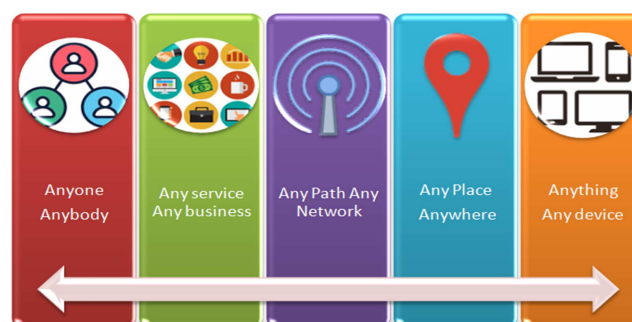 Anyone
Anybody
Any service
Any business
Any Path Any
Network
Any Place
Anywhere
Anything
Any device